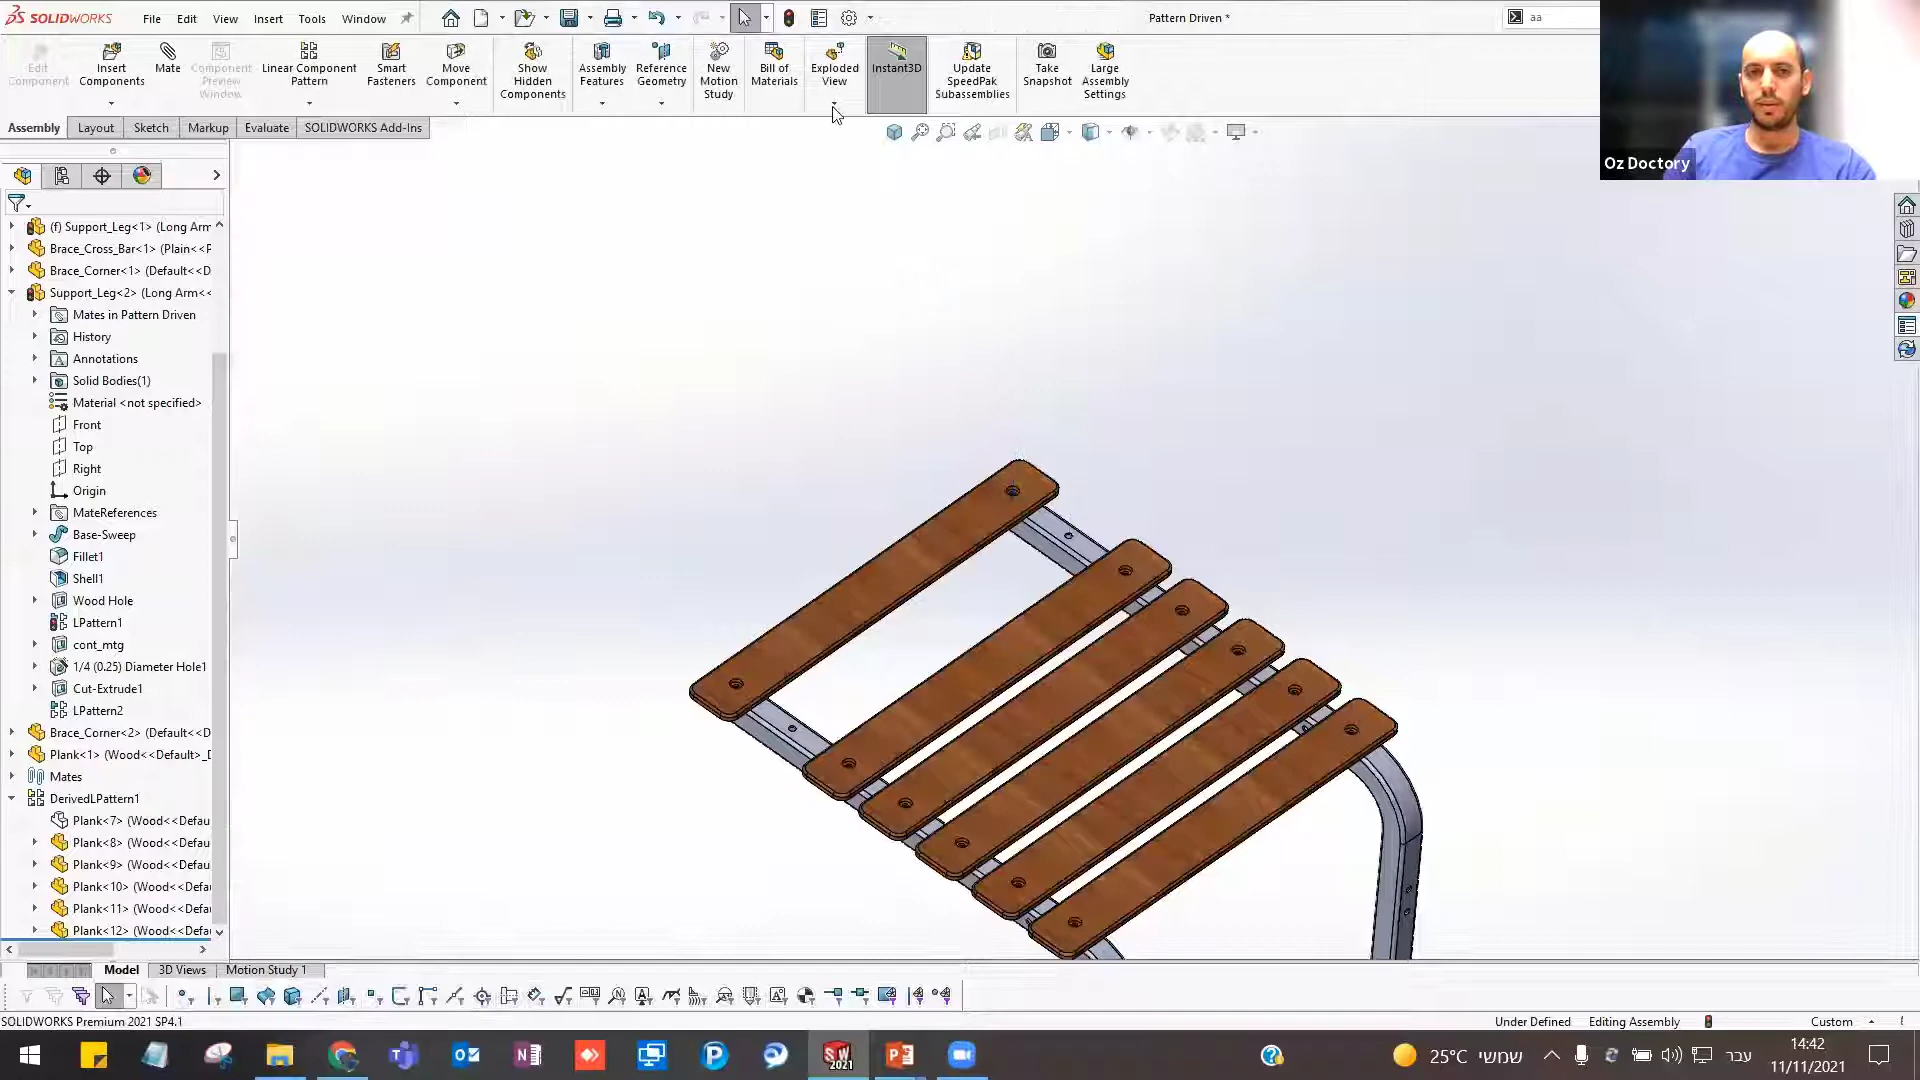 SOLIDWORKS
File Edit View Insert Tools Window
Pattern Driven *
aa
Edit Component
Insert Components
Mate
Component Preview Window
Linear Component Pattern
Smart Fasteners
Move Component
Show Hidden Components
Assembly Features
Reference Geometry
New Motion Study
Bill of Materials
Exploded View
Instant3D
Update SpeedPak Subassemblies
Take Snapshot
Large Assembly Settings
Assembly Layout Sketch Markup Evaluate SOLIDWORKS Add-Ins
Oz Doctory
(f) Support_Leg<1> (Long Arm
Brace_Cross_Bar<1> (Plain<<F
Brace_Corner<1> (Default<<D
Support_Leg<2> (Long Arm<<
Mates in Pattern Driven
History
Annotations
Solid Bodies(1)
Material <not specified>
Front
Top
Right
Origin
MateReferences
Base-Sweep
Fillet1
Shell1
Wood Hole
LPattern1
cont_mtg
1/4 (0.25) Diameter Hole1
Cut-Extrude1
LPattern2
Brace_Corner<2> (Default<<D
Plank<1> (Wood<<Default>_D
Mates
DerivedLPattern1
Plank<7> (Wood<<Defau
Plank<8> (Wood<<Defau
Plank<9> (Wood<<Defau
Plank<10> (Wood<<Defau
Plank<11> (Wood<<Defau
Plank<12> (Wood<<Defau
Model 3D Views Motion Study 1
SOLIDWORKS Premium 2021 SP4.1
Under Defined Editing Assembly Custom
25°C שמשי
עבר
14:42
11/11/2021